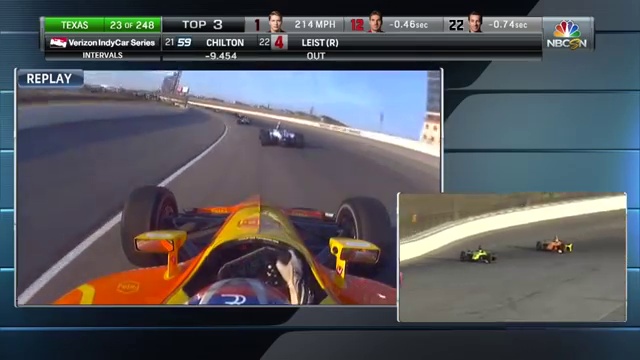 TEXAS 23 OF 248 TOP 3 1 214 MPH 12 -0.46sec 22 -0.74sec
Verizon IndyCar Series 21 59 CHILTON 22 4 LEIST (R) NBCSN
INTERVALS -9.454 OUT
REPLAY